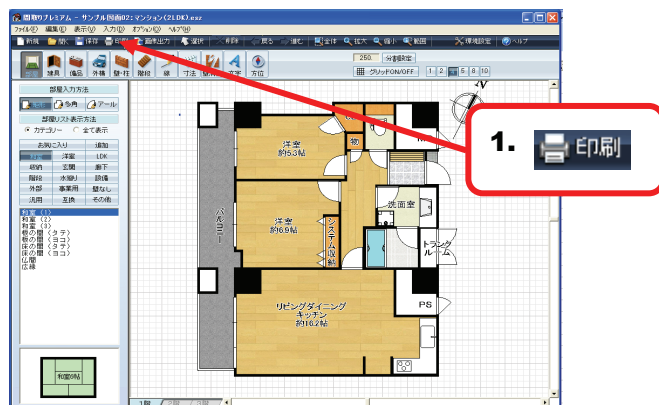 間取りプレミアム - サンプル図面02:マンション(2LDK).esz
ファイル(F) 編集(E) 表示(V) 入力(D) オプション(O) ヘルプ(H)
新規 開く 保存 印刷 画像出力 選択 削除 戻る 進む 全体 拡大 縮小 範囲 環境設定 ヘルプ
建具 備品 外構 壁・柱 階段 線 寸法 文字 方位
250. 分割設定
グリッドON/OFF 1 2 5 8 10
部屋入力方法
多角 アール
部屋リスト表示方法
カテゴリー 全て表示
お気に入り 追加
和室 洋室 LDK
収納 玄関 廊下
階段 水廻り 設備
外部 事業用 壁なし
汎用 互換 その他
和室 (1)
和室 (2)
和室 (3)
板の間 (タテ)
板の間 (ヨコ)
床の間 (タテ)
床の間 (ヨコ)
仏間
広縁
N
洋室
約5.3帖
物
洗面室
バルコニー
洋室
約6.9帖
システム収納
トランク
ルーム
リビングダイニング
キッチン
約16.2帖
PS
1. 印刷
1階 2階 3階